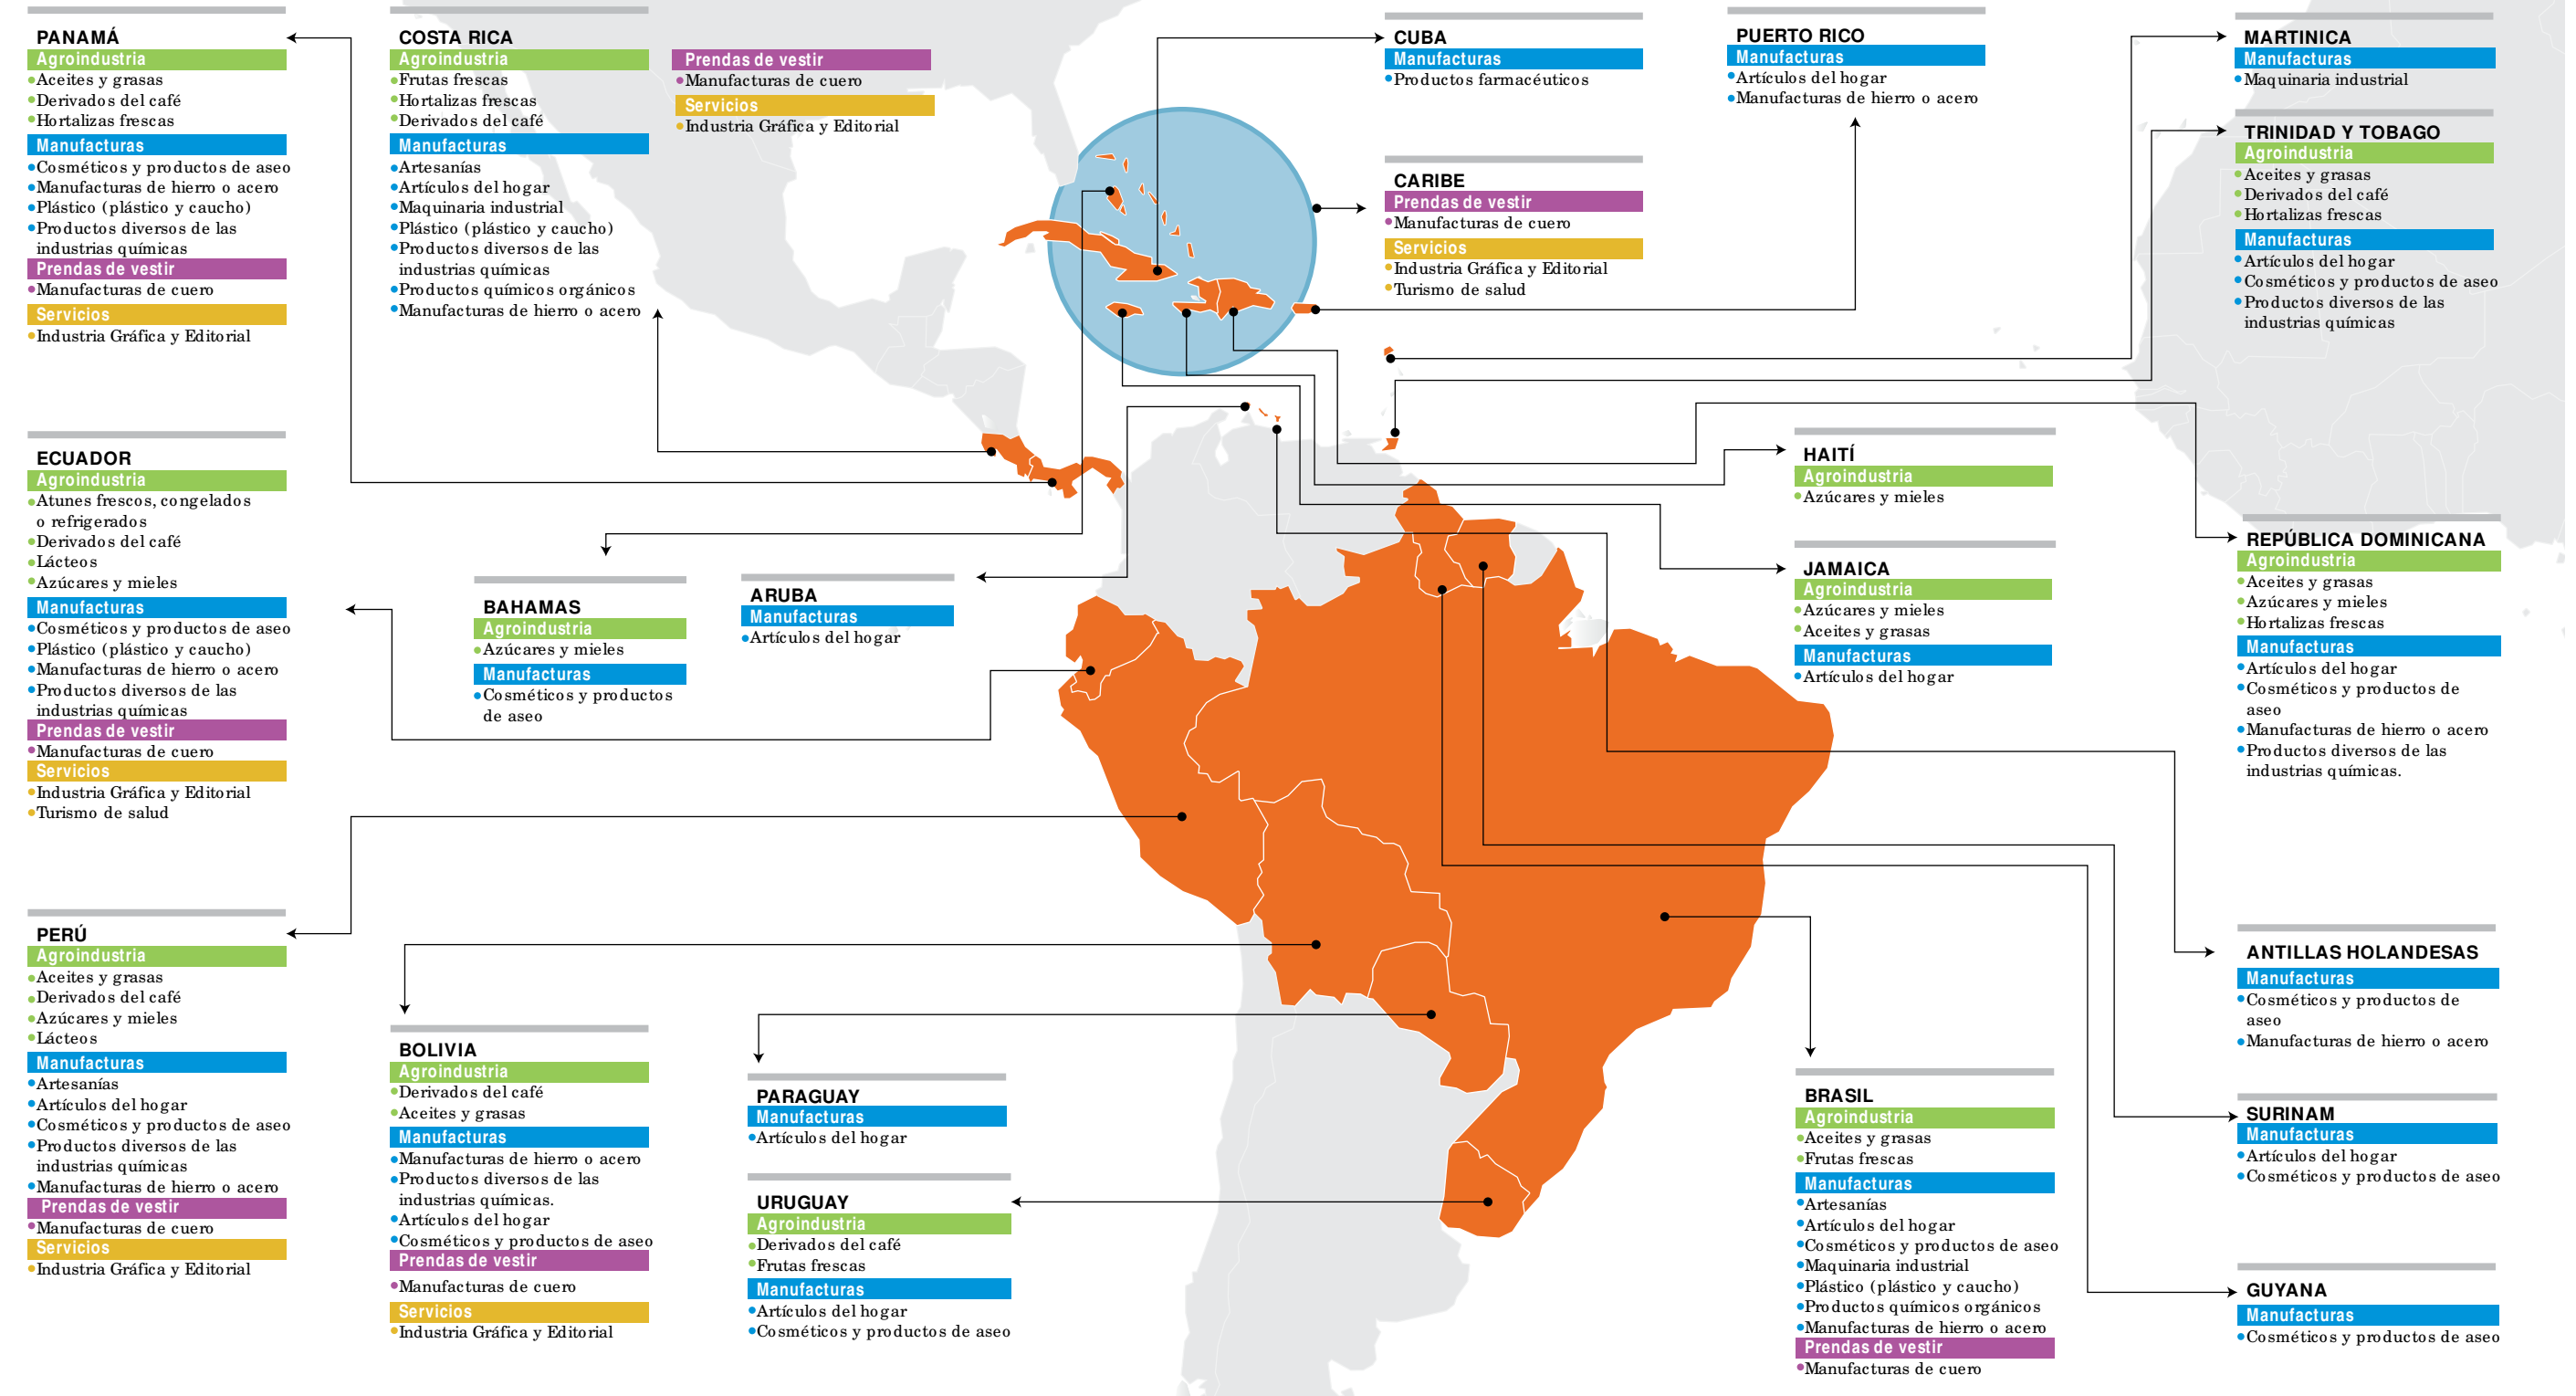 PANAMÁ
Agroindustria
Aceites y grasas
Derivados del café
Hortalizas frescas
Manufacturas
Cosméticos y productos de aseo
Manufacturas de hierro o acero
Plástico (plástico y caucho)
Productos diversos de las
industrias químicas
Prendas de vestir
Manufacturas de cuero
Servicios
Industria Gráfica y Editorial
COSTA RICA
Agroindustria
Frutas frescas
Hortalizas frescas
Derivados del café
Manufacturas
Artesanías
Artículos del hogar
Maquinaria industrial
Plástico (plástico y caucho)
Productos diversos de las
industrias químicas
Productos químicos orgánicos
Manufacturas de hierro o acero
Prendas de vestir
Manufacturas de cuero
Servicios
Industria Gráfica y Editorial
CUBA
Manufacturas
Productos farmacéuticos
CARIBE
Prendas de vestir
Manufacturas de cuero
Servicios
Industria Gráfica y Editorial
Turismo de salud
PUERTO RICO
Manufacturas
Artículos del hogar
Manufacturas de hierro o acero
MARTINICA
Manufacturas
Maquinaria industrial
TRINIDAD Y TOBAGO
Agroindustria
Aceites y grasas
Derivados del café
Hortalizas frescas
Manufacturas
Artículos del hogar
Cosméticos y productos de aseo
Productos diversos de las
industrias químicas
ECUADOR
Agroindustria
Atunes frescos, congelados
o refrigerados
Derivados del café
Lácteos
Azúcares y mieles
Manufacturas
Cosméticos y productos de aseo
Plástico (plástico y caucho)
Manufacturas de hierro o acero
Productos diversos de las
industrias químicas
Prendas de vestir
Manufacturas de cuero
Servicios
Industria Gráfica y Editorial
Turismo de salud
BAHAMAS
Agroindustria
Azúcares y mieles
Manufacturas
Cosméticos y productos
de aseo
ARUBA
Manufacturas
Artículos del hogar
HAITÍ
Agroindustria
Azúcares y mieles
JAMAICA
Agroindustria
Azúcares y mieles
Aceites y grasas
Manufacturas
Artículos del hogar
REPÚBLICA DOMINICANA
Agroindustria
Aceites y grasas
Azúcares y mieles
Hortalizas frescas
Manufacturas
Artículos del hogar
Cosméticos y productos de
aseo
Manufacturas de hierro o acero
Productos diversos de las
industrias químicas.
PERÚ
Agroindustria
Aceites y grasas
Derivados del café
Azúcares y mieles
Lácteos
Manufacturas
Artesanías
Artículos del hogar
Cosméticos y productos de aseo
Productos diversos de las
industrias químicas
Manufacturas de hierro o acero
Prendas de vestir
Manufacturas de cuero
Servicios
Industria Gráfica y Editorial
BOLIVIA
Agroindustria
Derivados del café
Aceites y grasas
Manufacturas
Manufacturas de hierro o acero
Productos diversos de las
industrias químicas.
Artículos del hogar
Cosméticos y productos de aseo
Prendas de vestir
Manufacturas de cuero
Servicios
Industria Gráfica y Editorial
PARAGUAY
Manufacturas
Artículos del hogar
URUGUAY
Agroindustria
Derivados del café
Frutas frescas
Manufacturas
Artículos del hogar
Cosméticos y productos de aseo
BRASIL
Agroindustria
Aceites y grasas
Frutas frescas
Manufacturas
Artesanías
Artículos del hogar
Cosméticos y productos de aseo
Maquinaria industrial
Plástico (plástico y caucho)
Productos químicos orgánicos
Manufacturas de hierro o acero
Prendas de vestir
Manufacturas de cuero
ANTILLAS HOLANDESAS
Manufacturas
Cosméticos y productos de
aseo
Manufacturas de hierro o acero
SURINAM
Manufacturas
Artículos del hogar
Cosméticos y productos de aseo
GUYANA
Manufacturas
Cosméticos y productos de aseo